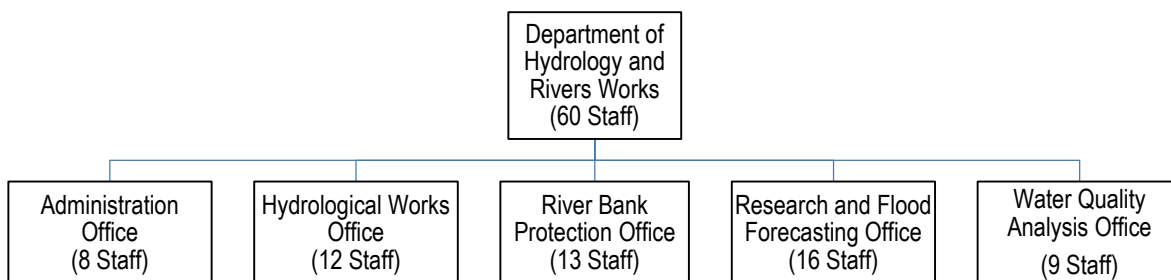 Department of
Hydrology and
Rivers Works
(60 Staff)
Administration
Office
(8 Staff)
Hydrological Works
Office
(12 Staff)
River Bank
Protection Office
(13 Staff)
Research and Flood
Forecasting Office
(16 Staff)
Water Quality
Analysis Office
(9 Staff)